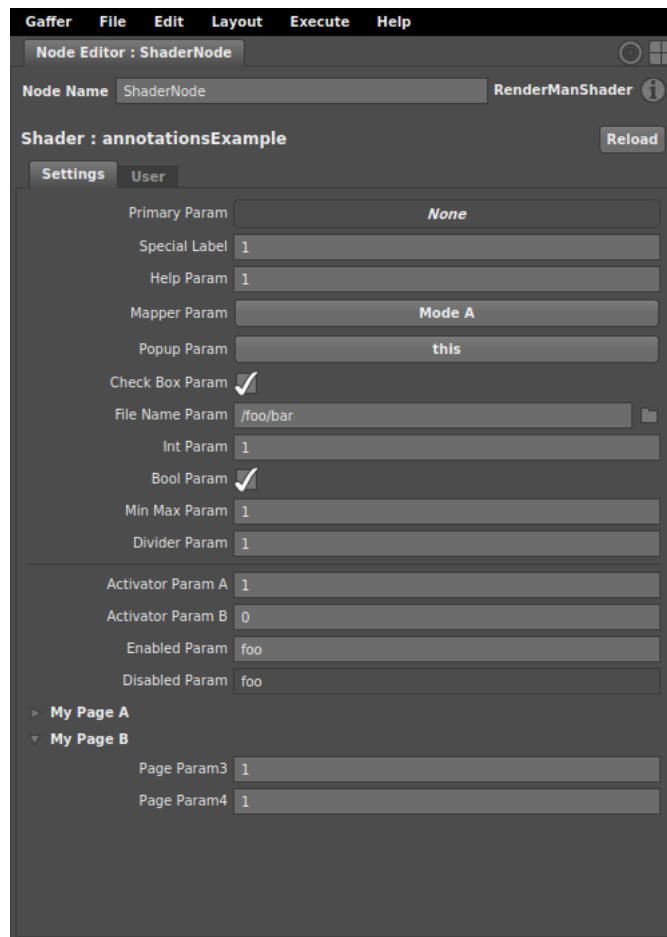 Gaffer File Edit Layout Execute Help
Node Editor : ShaderNode
Node Name ShaderNode RenderManShader i
Shader : annotationsExample Reload
Settings User
Primary Param None
Special Label 1
Help Param 1
Mapper Param Mode A
Popup Param this
Check Box Param
File Name Param /foo/bar
Int Param 1
Bool Param
Min Max Param 1
Divider Param 1
Activator Param A 1
Activator Param B 0
Enabled Param foo
Disabled Param foo
My Page A
My Page B
Page Param3 1
Page Param4 1